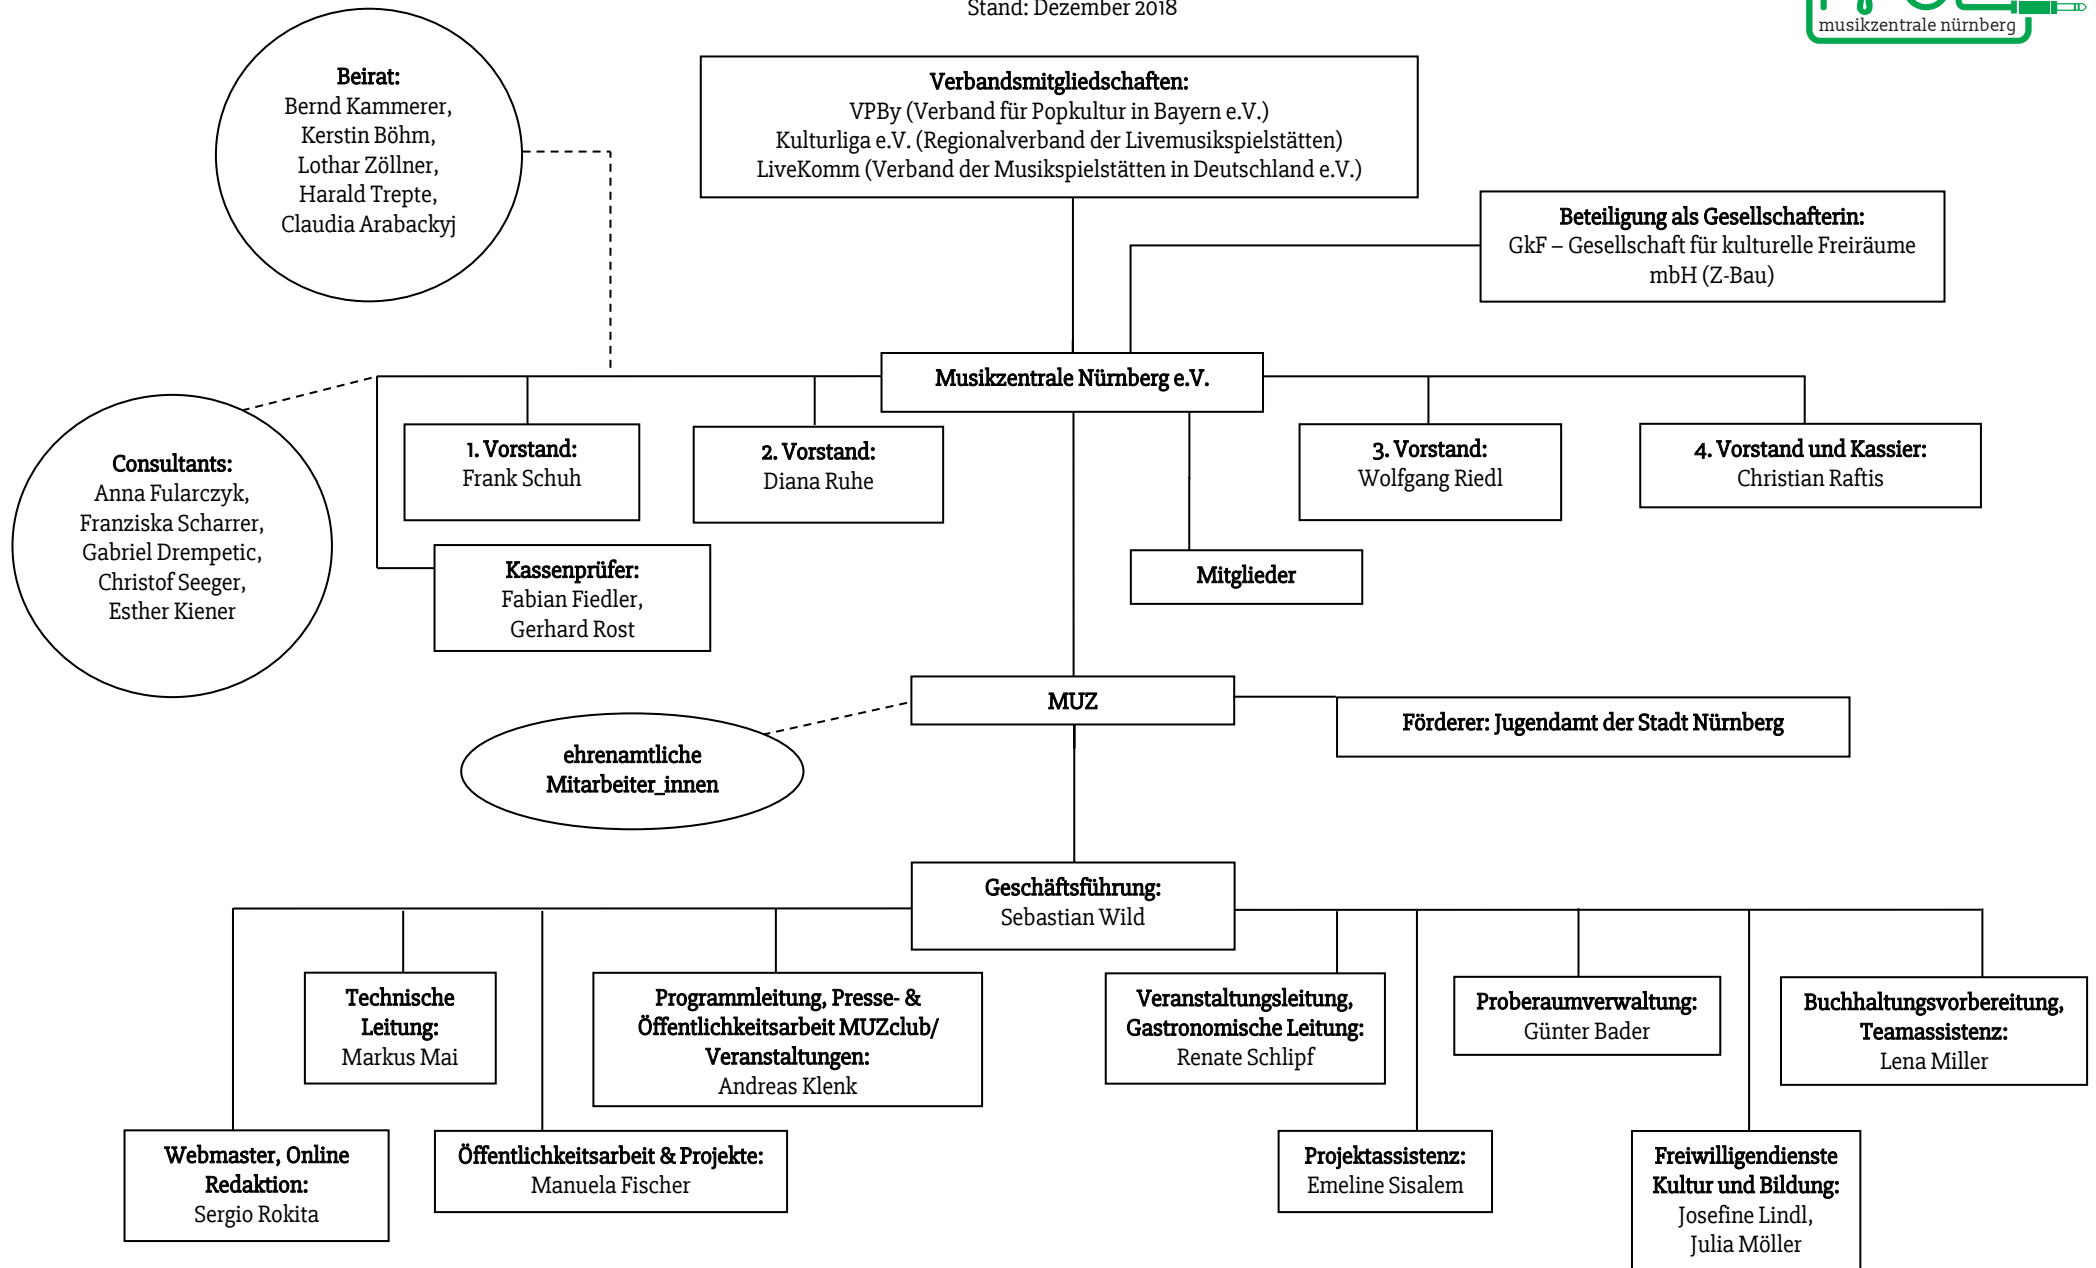 Stand: Dezember 2018
musikzentrale nürnberg
Beirat:
Bernd Kammerer,
Kerstin Böhm,
Lothar Zöllner,
Harald Trepte,
Claudia Arabackyj
Verbandsmitgliedschaften:
VPBy (Verband für Popkultur in Bayern e.V.)
Kulturliga e.V. (Regionalverband der Livemusikspielstätten)
LiveKomm (Verband der Musikspielstätten in Deutschland e.V.)
Beteiligung als Gesellschafterin:
GkF – Gesellschaft für kulturelle Freiräume
mbH (Z-Bau)
Musikzentrale Nürnberg e.V.
Consultants:
Anna Fularczyk,
Franziska Scharrer,
Gabriel Drempetic,
Christof Seeger,
Esther Kiener
1. Vorstand:
Frank Schuh
2. Vorstand:
Diana Ruhe
3. Vorstand:
Wolfgang Riedl
4. Vorstand und Kassier:
Christian Raftis
Kassenprüfer:
Fabian Fiedler,
Gerhard Rost
Mitglieder
MUZ
Förderer: Jugendamt der Stadt Nürnberg
ehrenamtliche
Mitarbeiter_innen
Geschäftsführung:
Sebastian Wild
Technische
Leitung:
Markus Mai
Programmleitung, Presse- &
Öffentlichkeitsarbeit MUZclub/
Veranstaltungen:
Andreas Klenk
Veranstaltungsleitung,
Gastronomische Leitung:
Renate Schlipf
Proberaumverwaltung:
Günter Bader
Buchhaltungsvorbereitung,
Teamassistenz:
Lena Miller
Webmaster, Online
Redaktion:
Sergio Rokita
Öffentlichkeitsarbeit & Projekte:
Manuela Fischer
Projektassistenz:
Emeline Sisalem
Freiwilligendienste
Kultur und Bildung:
Josefine Lindl,
Julia Möller